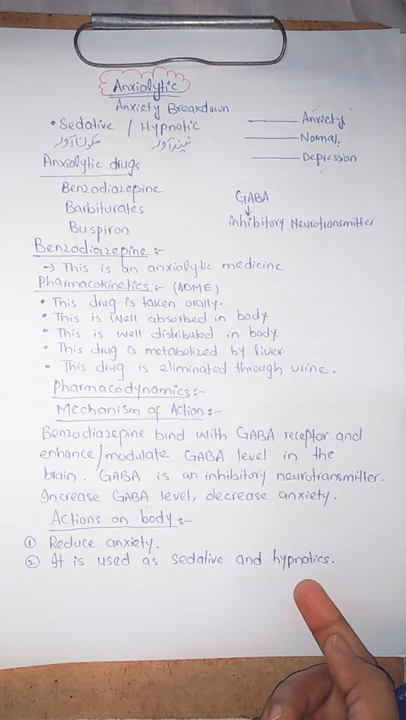 Anxiolytic
Anxiety Breakdown
• Sedative / Hypnotic
سکون آور نیند آور
Anxiety
Normal.
Depression
Anxiolytic drugs
Benzodiazepine
Barbiturates
Buspiron
GABA
↓
inhibitory Neurotransmitter
Benzodiazepine :-
→ This is an anxiolytic medicine
Pharmacokinetics :- (ADME)
• This drug is taken orally.
• This is well absorbed in body
• This is well distributed in body.
• This drug is metabolized by liver.
• This drug is eliminated through urine.
Pharmacodynamics:-
Mechanism of Action:-
Benzodiazepine bind with GABA receptor and
enhance/modulate GABA level in the
brain. GABA is an inhibitory neurotransmitter.
Increase GABA level, decrease anxiety.
Actions on body:-
① Reduce anxiety.
② It is used as sedative and hypnotics.